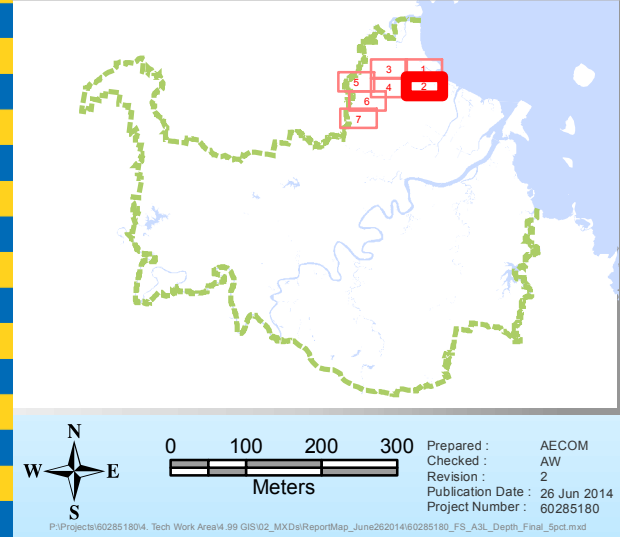 3 1
5 4 2
6
7
N
W E
S
0 100 200 300
Meters
Prepared : AECOM
Checked : AW
Revision : 2
Publication Date : 26 Jun 2014
Project Number : 60285180
P:\Projects\60285180\4. Tech Work Area\4.99 GIS\02_MXDs\ReportMap_June262014\60285180_FS_A3L_Depth_Final_5pct.mxd